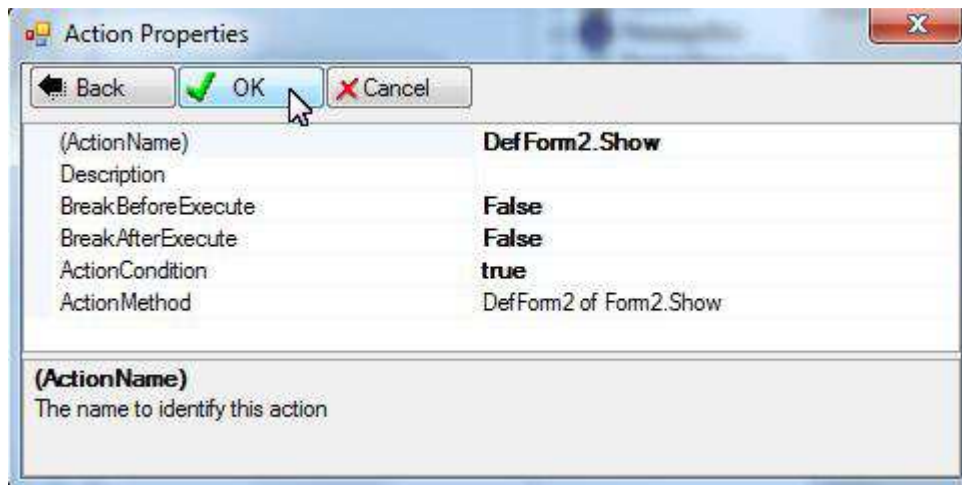 Action Properties
Back OK Cancel
(ActionName) DefForm2.Show
Description
BreakBeforeExecute False
BreakAfterExecute False
ActionCondition true
ActionMethod DefForm2 of Form2.Show
(ActionName)
The name to identify this action